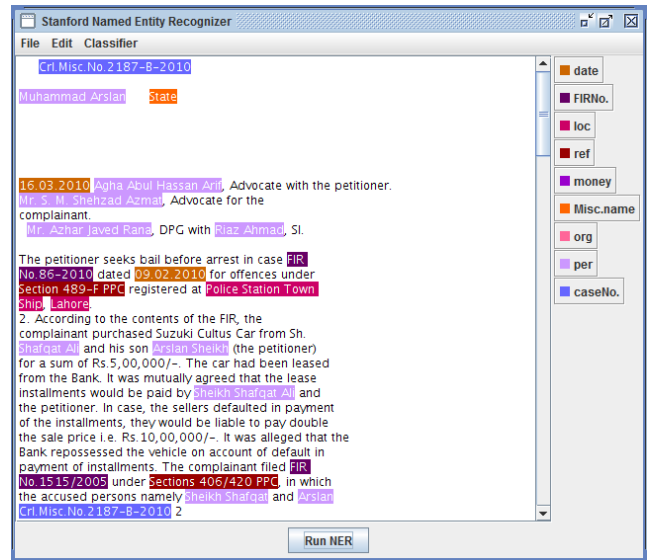 Stanford Named Entity Recognizer
File Edit Classifier
Crl.Misc.No.2187-B-2010
Muhammad Arslan State
16.03.2010 Agha Abul Hassan Arif, Advocate with the petitioner.
Mr. S. M. Shehzad Azmat, Advocate for the
complainant.
Mr. Azhar Javed Rana, DPG with Riaz Ahmad, SI.
The petitioner seeks bail before arrest in case FIR
No.86-2010 dated 09.02.2010 for offences under
Section 489-F PPC registered at Police Station Town
Ship, Lahore.
2. According to the contents of the FIR, the
complainant purchased Suzuki Cultus Car from Sh.
Shafqat Ali and his son Arslan Sheikh (the petitioner)
for a sum of Rs.5,00,000/-. The car had been leased
from the Bank. It was mutually agreed that the lease
installments would be paid by Sheikh Shafqat Ali and
the petitioner. In case, the sellers defaulted in payment
of the installments, they would be liable to pay double
the sale price i.e. Rs.10,00,000/-. It was alleged that the
Bank repossessed the vehicle on account of default in
payment of installments. The complainant filed FIR
No.1515/2005 under Sections 406/420 PPC, in which
the accused persons namely Sheikh Shafqat and Arslan
Crl.Misc.No.2187-B-2010 2
date
FIRNo.
loc
ref
money
Misc.name
org
per
caseNo.
Run NER